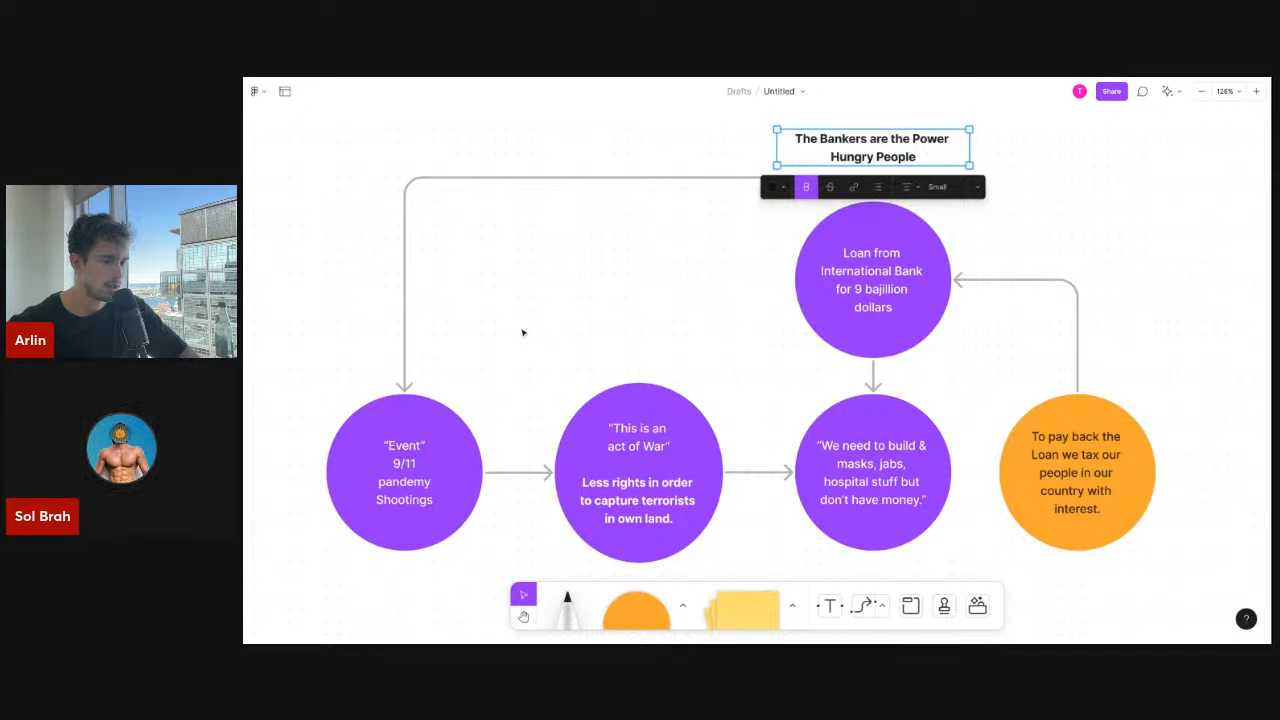 Drafts / Untitled
T
Share
126%
The Bankers are the Power
Hungry People
B
S
Small
Loan from
International Bank
for 9 bajillion
dollars
Arlin
Sol Brah
“Event”
9/11
pandemy
Shootings
“This is an
act of War”
Less rights in order
to capture terrorists
in own land.
“We need to build &
masks, jabs,
hospital stuff but
don’t have money.”
To pay back the
Loan we tax our
people in our
country with
interest.
T
?